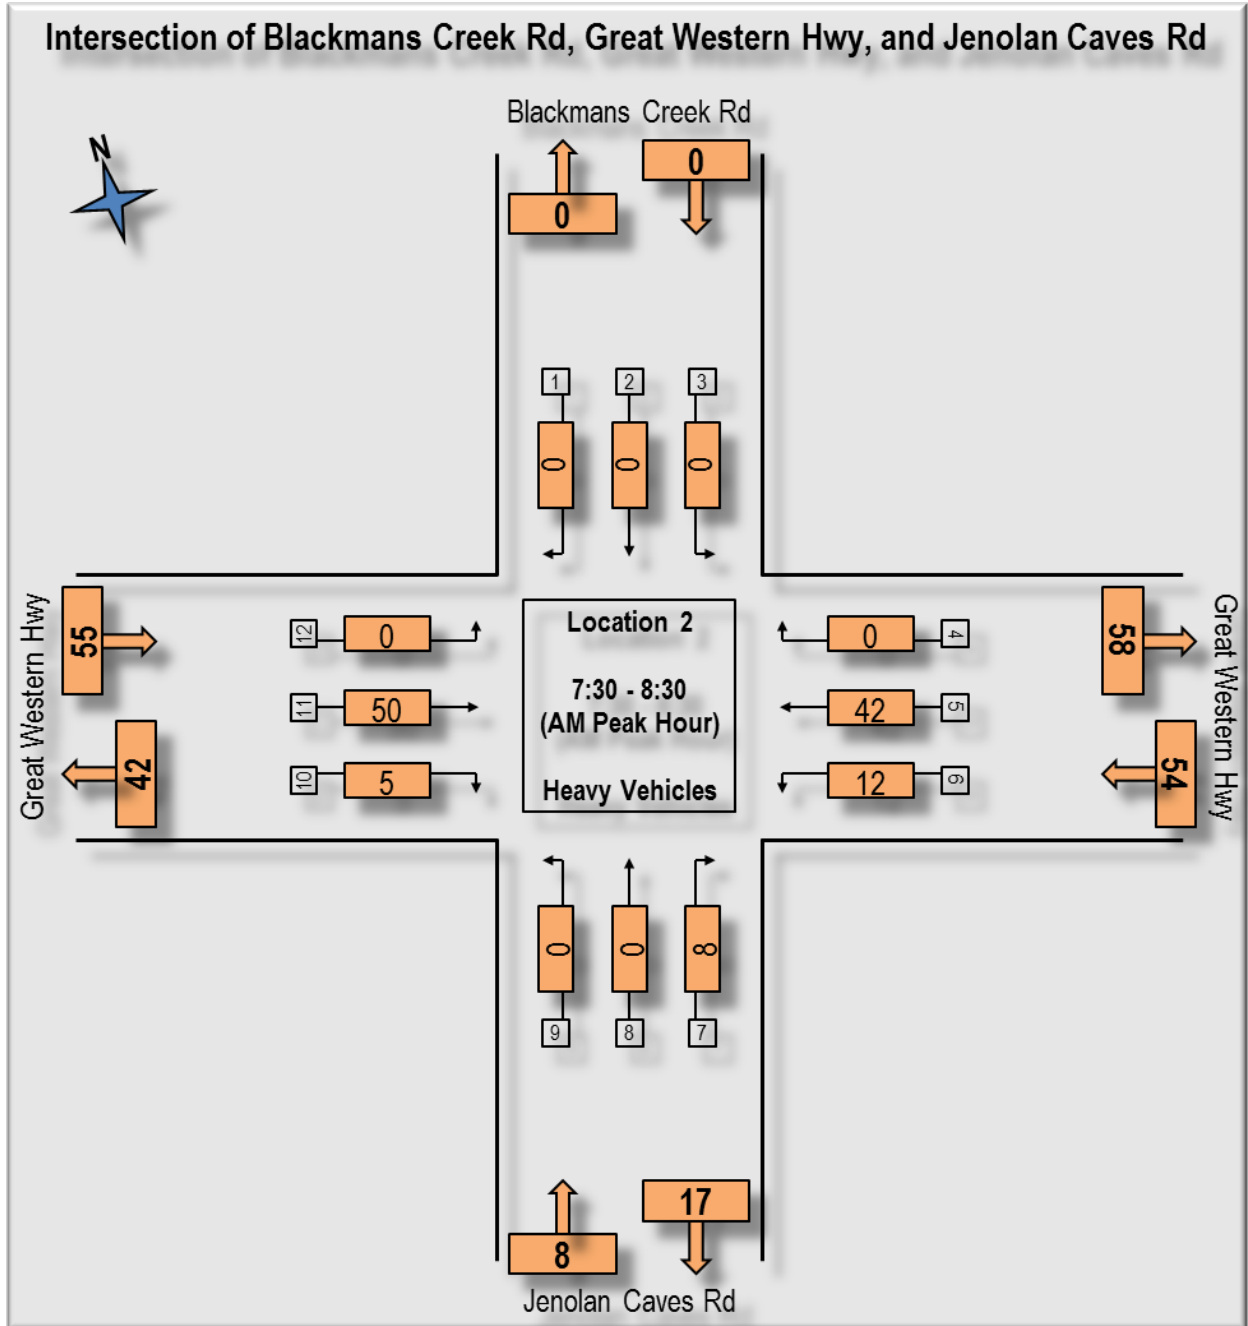 Intersection of Blackmans Creek Rd, Great Western Hwy, and Jenolan Caves Rd
N
Blackmans Creek Rd
0
0
1 2 3
0 0 0
Great Western Hwy
55
42
12 0
11 50
10 5
Location 2
7:30 - 8:30
(AM Peak Hour)
Heavy Vehicles
0 4
42 5
12 6
58
54
Great Western Hwy
0 0 8
9 8 7
17
8
Jenolan Caves Rd